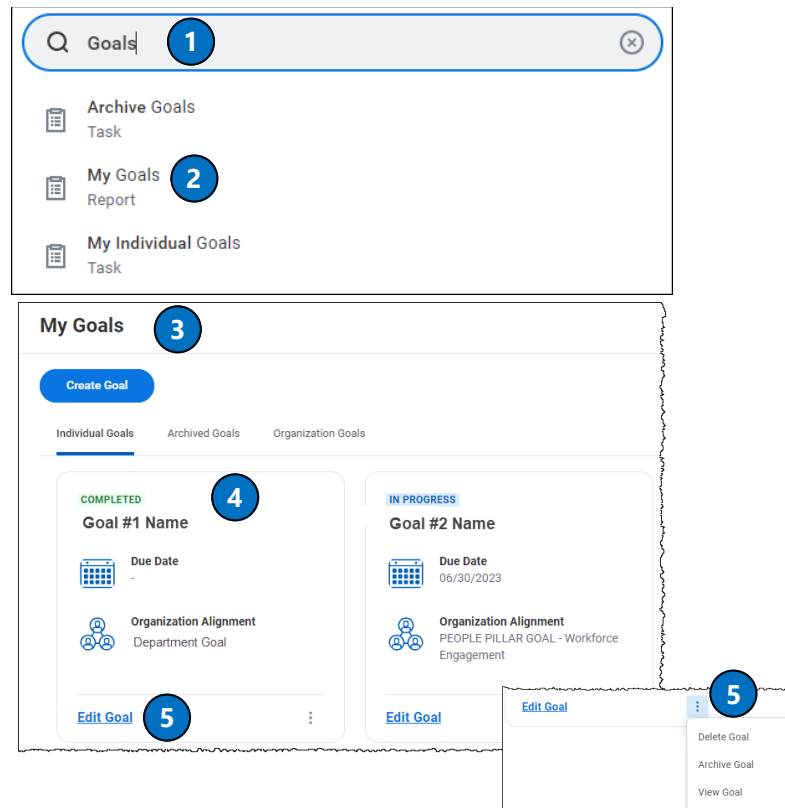 Goals 1
Archive Goals
Task
My Goals 2
Report
My Individual Goals
Task
My Goals 3
Create Goal
Individual Goals Archived Goals Organization Goals
COMPLETED 4
Goal #1 Name
Due Date
-
Organization Alignment
Department Goal
Edit Goal 5
IN PROGRESS
Goal #2 Name
Due Date
06/30/2023
Organization Alignment
PEOPLE PILLAR GOAL - Workforce
Engagement
Edit Goal
Edit Goal 5
Delete Goal
Archive Goal
View Goal